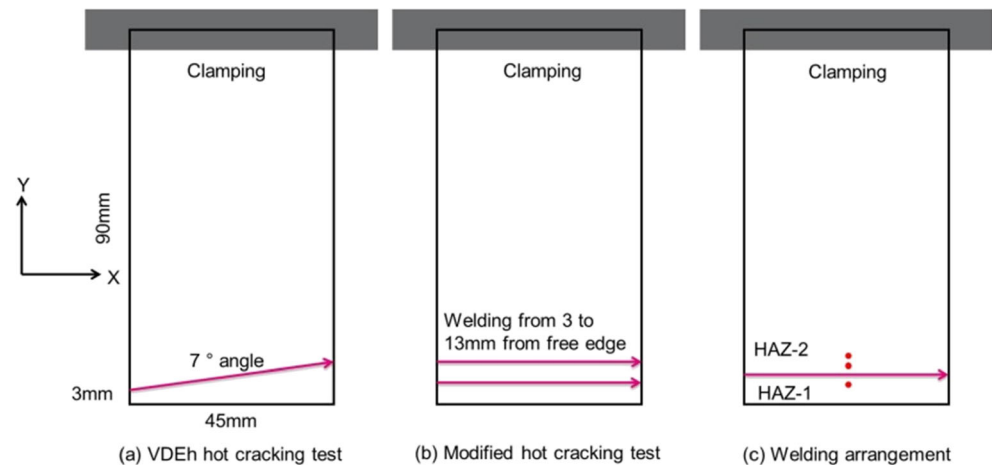 Clamping
Clamping
Clamping
Y
X
90mm
7 ° angle
3mm
45mm
Welding from 3 to
13mm from free edge
HAZ-2
HAZ-1
(a) VDEh hot cracking test
(b) Modified hot cracking test
(c) Welding arrangement